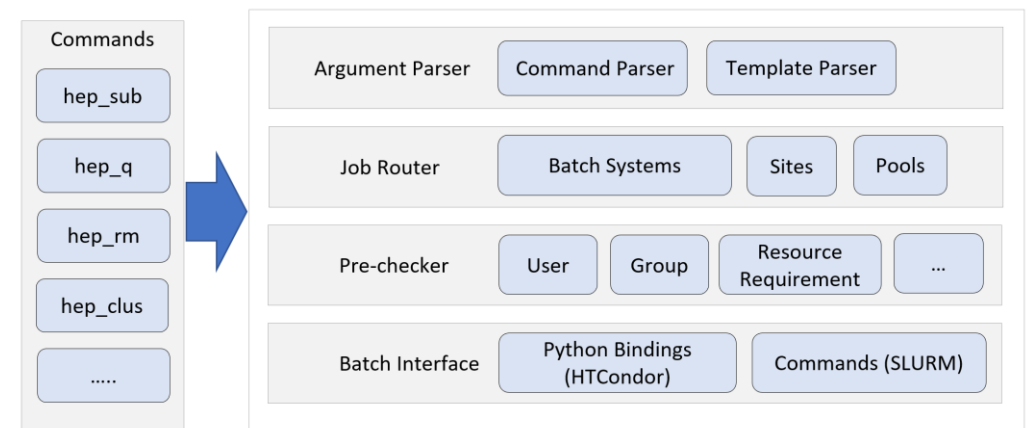 Commands
hep_sub
hep_q
hep_rm
hep_clus
.....
Argument Parser
Command Parser
Template Parser
Job Router
Batch Systems
Sites
Pools
Pre-checker
User
Group
Resource
Requirement
...
Batch Interface
Python Bindings
(HTCondor)
Commands (SLURM)